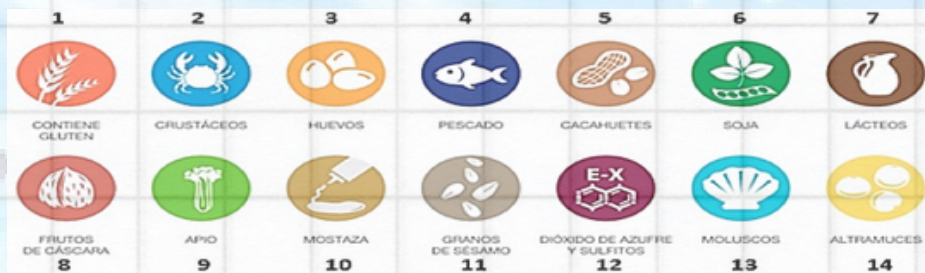 1 2 3 4 5 6 7
CONTIENE GLUTEN CRUSTÁCEOS HUEVOS PESCADO CACAHUETES SOJA LÁCTEOS
E-X
FRUTOS DE CÁSCARA APIO MOSTAZA GRANOS DE SÉSAMO DIÓXIDO DE AZUFRE Y SULFITOS MOLUSCOS ALTRAMUCES
8 9 10 11 12 13 14